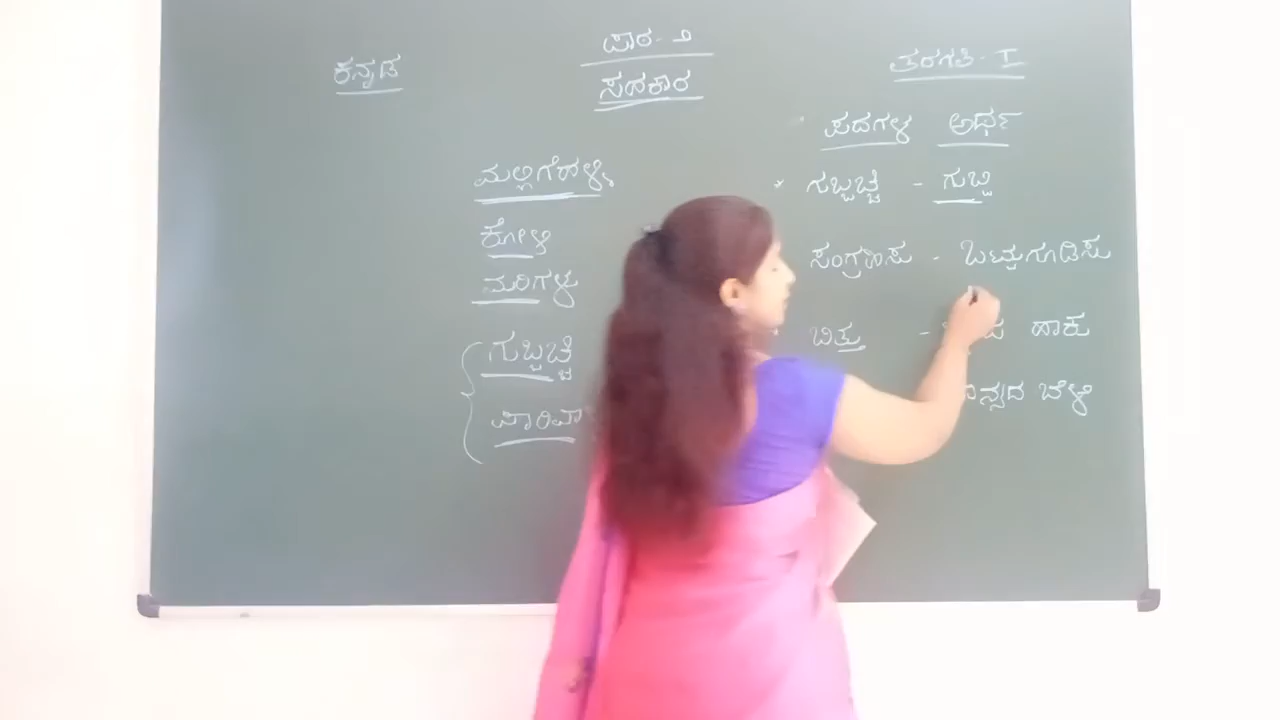 ಕನ್ನಡ
ಪಾಠ - ೨
ಸಹಕಾರ
ತರಗತಿ - I
ಮಲ್ಲಿಗೆಹಳ್ಳಿ
ಕೋಳಿ
ಮರಿಗಳು
ಗುಬ್ಬಚ್ಚಿ
ಪದಗಳ ಅರ್ಥ
* ಗುಬ್ಬಚ್ಚಿ - ಗುಬ್ಬಿ
ಸಂಗ್ರಹಿಸು - ಒಟ್ಟುಗೂಡಿಸು
ಬಿತ್ತು - ಹಾಕು
ಬೆಳೆ